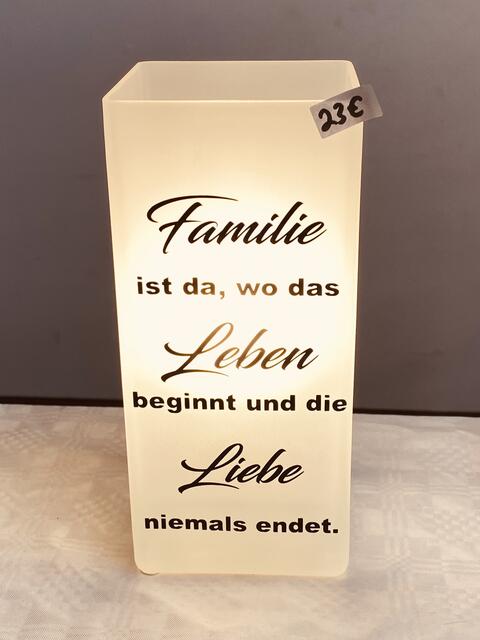 23€
Familie
ist da, wo das
Leben
beginnt und die
Liebe
niemals endet.